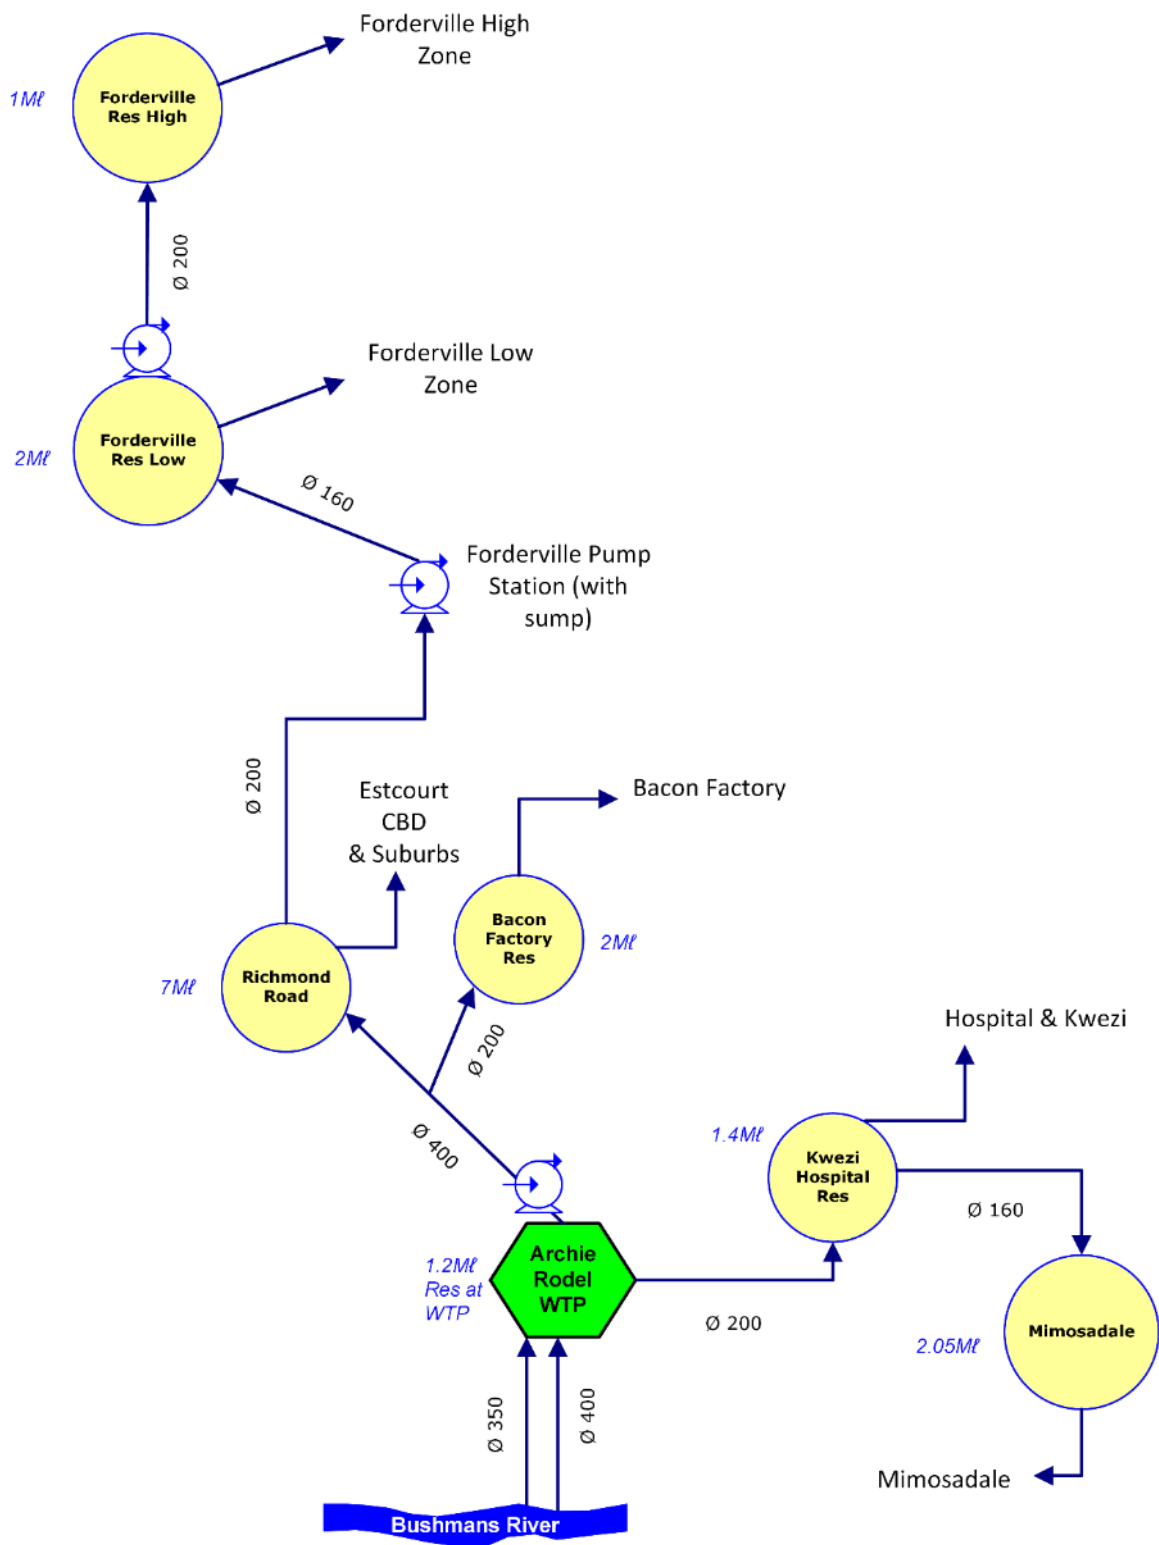 Forderville High
Zone
1Mℓ
Forderville
Res High
Ø 200
Forderville Low
Zone
Forderville
Res Low
2Mℓ
Ø 160
Forderville Pump
Station (with
sump)
Ø 200
Estcourt
CBD
& Suburbs
Bacon Factory
Bacon
Factory
Res
2Mℓ
7Mℓ
Richmond
Road
Ø 200
Hospital & Kwezi
Ø 400
1.4Mℓ
Kwezi
Hospital
Res
Ø 160
1.2Mℓ
Res at
WTP
Archie
Rodel
WTP
Ø 200
2.05Mℓ
Mimosadale
Ø 350
Ø 400
Mimosadale
Bushmans River